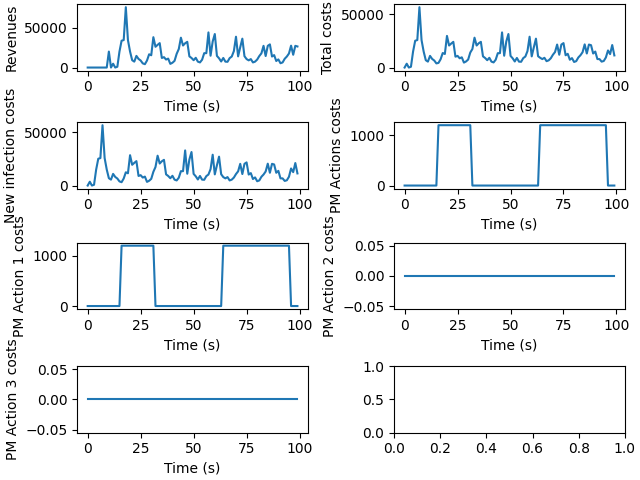 Revenues
50000
0
0 25 50 75 100
Time (s)
Total costs
50000
0
0 25 50 75 100
Time (s)
New infection costs
50000
0
0 25 50 75 100
Time (s)
PM Actions costs
1000
0
0 25 50 75 100
Time (s)
PM Action 1 costs
1000
0
0 25 50 75 100
Time (s)
PM Action 2 costs
0.05
0.00
−0.05
0 25 50 75 100
Time (s)
PM Action 3 costs
0.05
0.00
−0.05
0 25 50 75 100
Time (s)
1.0
0.5
0.0
0.0 0.2 0.4 0.6 0.8 1.0